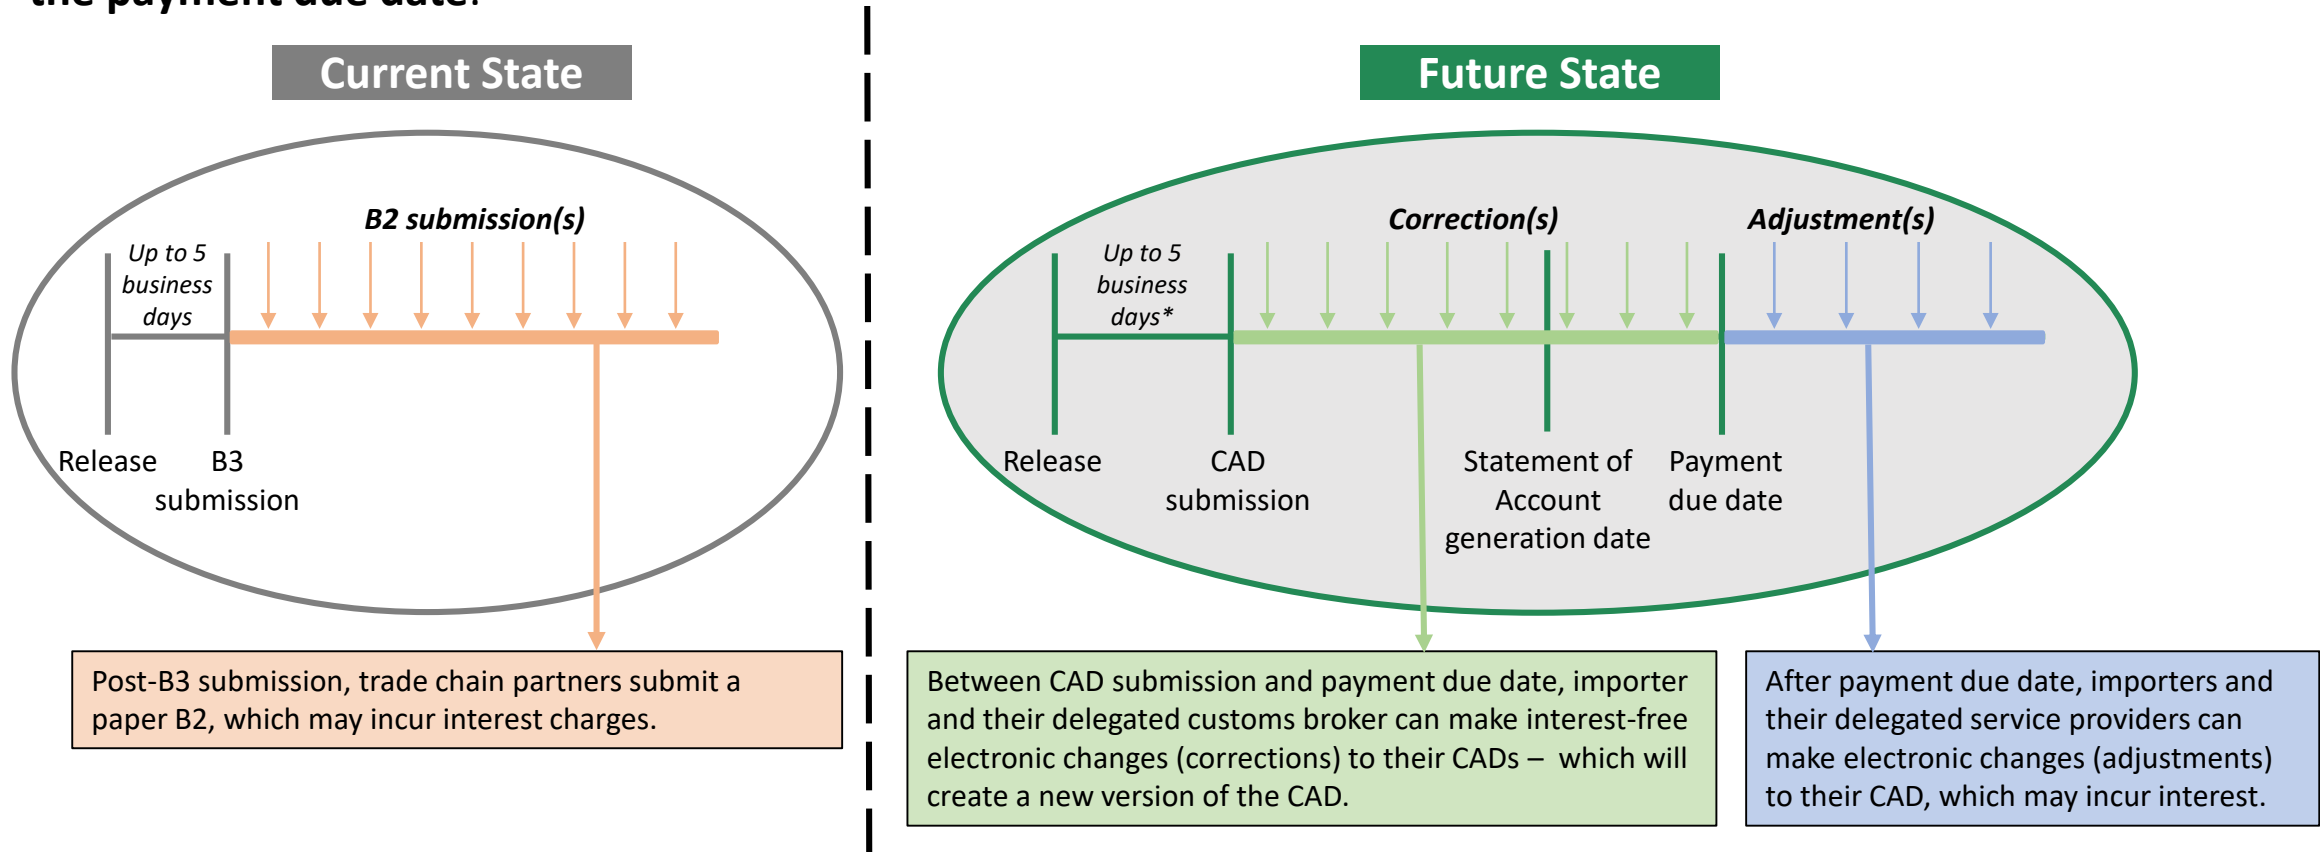 the payment due date.
Current State
B2 submission(s)
Up to 5
business
days
Release
B3
submission
Post-B3 submission, trade chain partners submit a
paper B2, which may incur interest charges.
Future State
Correction(s)
Adjustment(s)
Up to 5
business
days*
Release
CAD
submission
Statement of
Account
generation date
Payment
due date
Between CAD submission and payment due date, importer
and their delegated customs broker can make interest-free
electronic changes (corrections) to their CADs – which will
create a new version of the CAD.
After payment due date, importers and
their delegated service providers can
make electronic changes (adjustments)
to their CAD, which may incur interest.